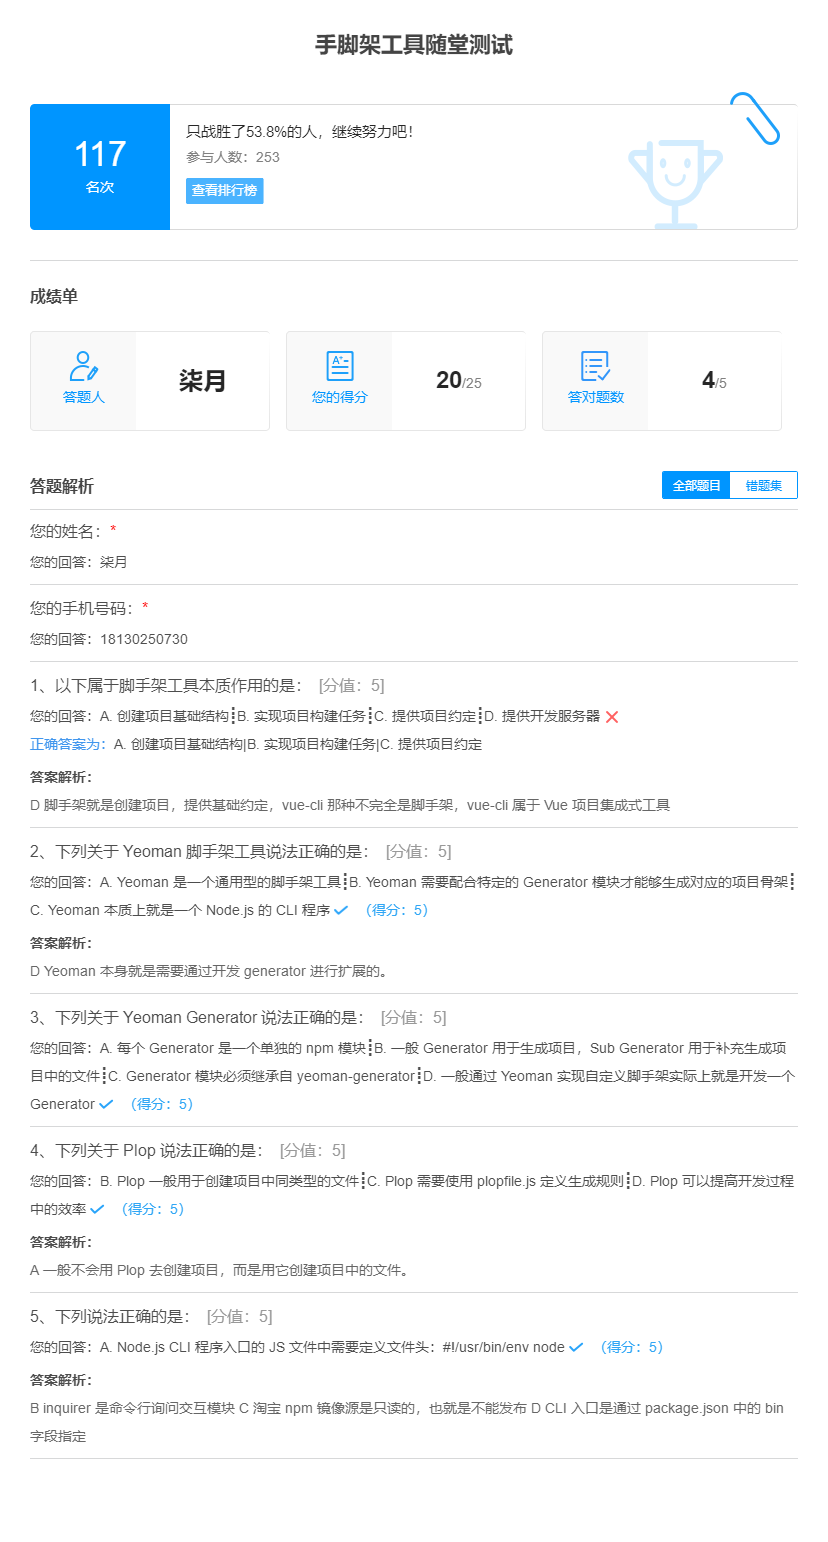 手脚架工具随堂测试
117
名次
只战胜了53.8%的人，继续努力吧！
参与人数：253
查看排行榜
成绩单
答题人
柒月
您的得分
20/25
答对题数
4/5
答题解析
全部题目
错题集
您的姓名：*
您的回答：柒月
您的手机号码：*
您的回答：18130250730
1、以下属于脚手架工具本质作用的是： [分值：5]
您的回答：A. 创建项目基础结构┋B. 实现项目构建任务┋C. 提供项目约定┋D. 提供开发服务器
正确答案为：A. 创建项目基础结构|B. 实现项目构建任务|C. 提供项目约定
答案解析：
D 脚手架就是创建项目，提供基础约定，vue-cli 那种不完全是脚手架，vue-cli 属于 Vue 项目集成式工具
2、下列关于 Yeoman 脚手架工具说法正确的是： [分值：5]
您的回答：A. Yeoman 是一个通用型的脚手架工具┋B. Yeoman 需要配合特定的 Generator 模块才能够生成对应的项目骨架┋
C. Yeoman 本质上就是一个 Node.js 的 CLI 程序 （得分：5）
答案解析：
D Yeoman 本身就是需要通过开发 generator 进行扩展的。
3、下列关于 Yeoman Generator 说法正确的是： [分值：5]
您的回答：A. 每个 Generator 是一个单独的 npm 模块┋B. 一般 Generator 用于生成项目，Sub Generator 用于补充生成项
目中的文件┋C. Generator 模块必须继承自 yeoman-generator┋D. 一般通过 Yeoman 实现自定义脚手架实际上就是开发一个
Generator （得分：5）
4、下列关于 Plop 说法正确的是： [分值：5]
您的回答：B. Plop 一般用于创建项目中同类型的文件┋C. Plop 需要使用 plopfile.js 定义生成规则┋D. Plop 可以提高开发过程
中的效率 （得分：5）
答案解析：
A 一般不会用 Plop 去创建项目，而是用它创建项目中的文件。
5、下列说法正确的是： [分值：5]
您的回答：A. Node.js CLI 程序入口的 JS 文件中需要定义文件头：#!/usr/bin/env node （得分：5）
答案解析：
B inquirer 是命令行询问交互模块 C 淘宝 npm 镜像源是只读的，也就是不能发布 D CLI 入口是通过 package.json 中的 bin
字段指定